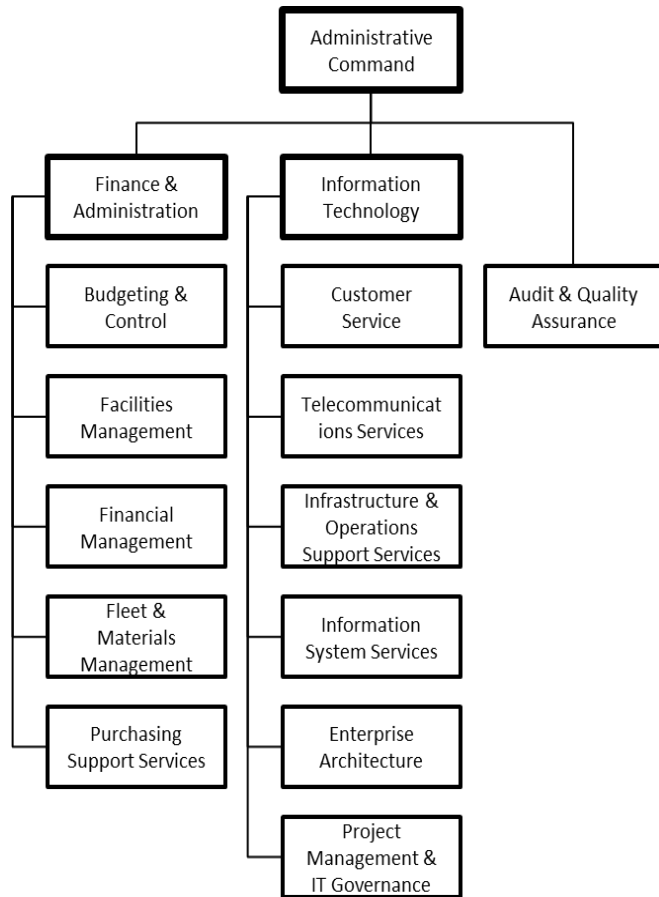 Administrative
Command
Finance &
Administration
Information
Technology
Budgeting &
Control
Customer
Service
Audit & Quality
Assurance
Facilities
Management
Telecommunicat
ions Services
Financial
Management
Infrastructure &
Operations
Support Services
Fleet &
Materials
Management
Information
System Services
Purchasing
Support Services
Enterprise
Architecture
Project
Management &
IT Governance